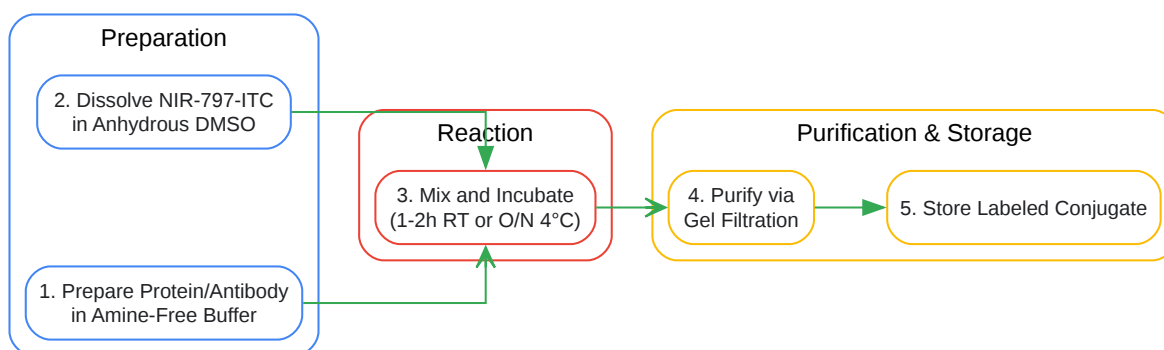 Preparation
2. Dissolve NIR-797-ITC
in Anhydrous DMSO
1. Prepare Protein/Antibody
in Amine-Free Buffer
Reaction
3. Mix and Incubate
(1-2h RT or O/N 4°C)
Purification & Storage
4. Purify via
Gel Filtration
5. Store Labeled Conjugate